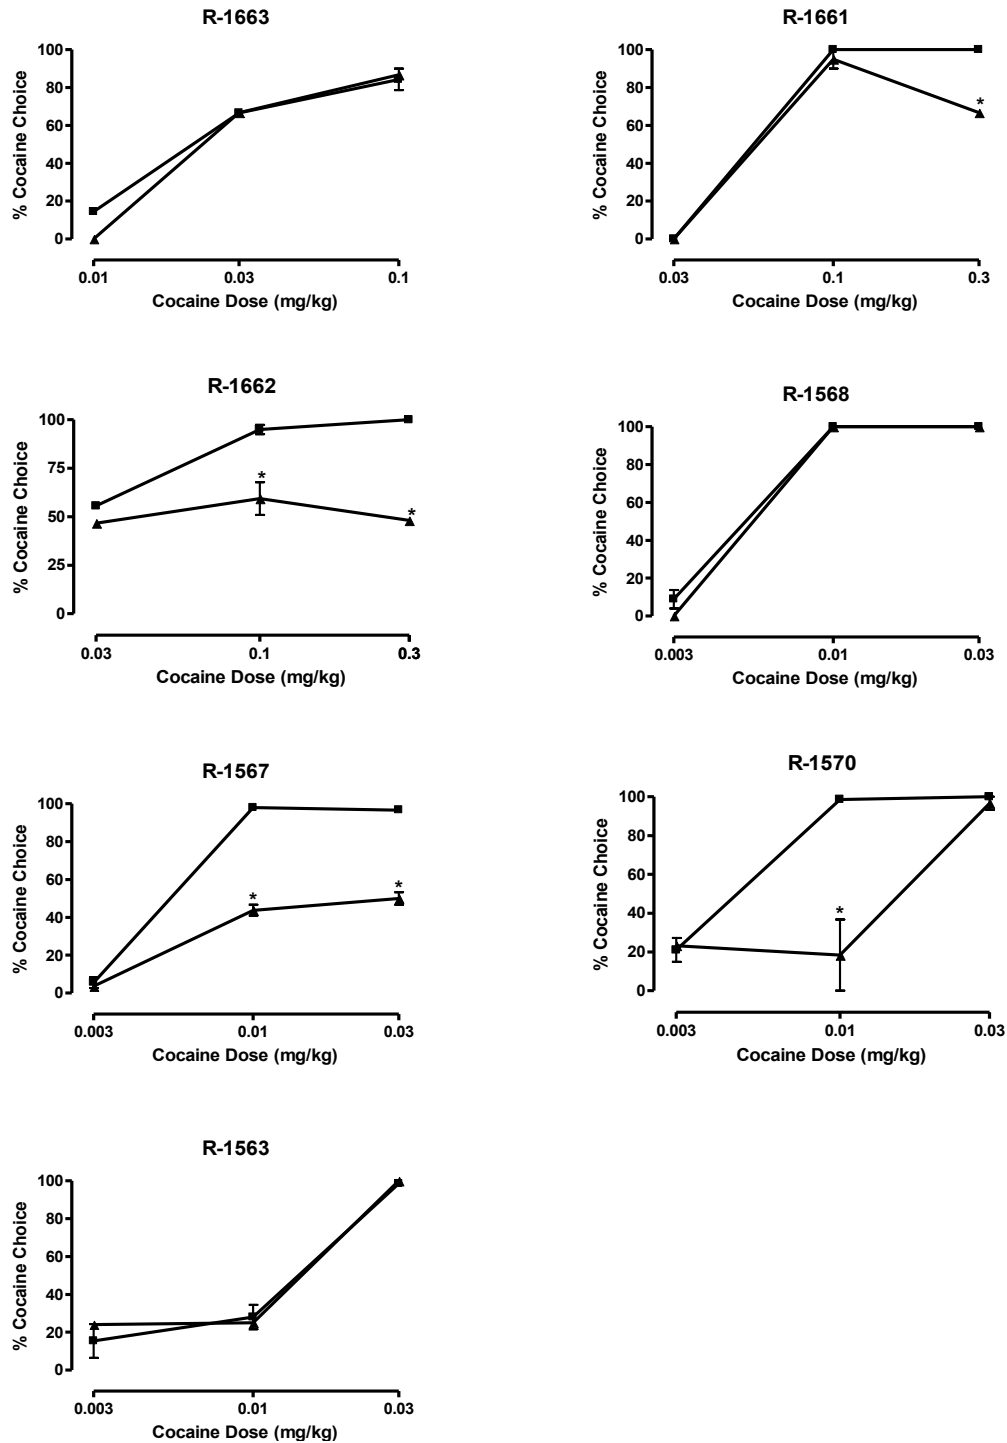 R-1663
100
80
60
40
20
0
% Cocaine Choice
0.01 0.03 0.1
Cocaine Dose (mg/kg)
R-1661
100
80
60
40
20
0
% Cocaine Choice
*
0.03 0.1 0.3
Cocaine Dose (mg/kg)
R-1662
100
75
50
25
0
% Cocaine Choice
*
*
0.03 0.1 0.3
Cocaine Dose (mg/kg)
R-1568
100
80
60
40
20
0
% Cocaine Choice
0.003 0.01 0.03
Cocaine Dose (mg/kg)
R-1567
100
80
60
40
20
0
% Cocaine Choice
*
*
0.003 0.01 0.03
Cocaine Dose (mg/kg)
R-1570
100
80
60
40
20
0
% Cocaine Choice
*
0.003 0.01 0.03
Cocaine Dose (mg/kg)
R-1563
100
80
60
40
20
0
% Cocaine Choice
0.003 0.01 0.03
Cocaine Dose (mg/kg)